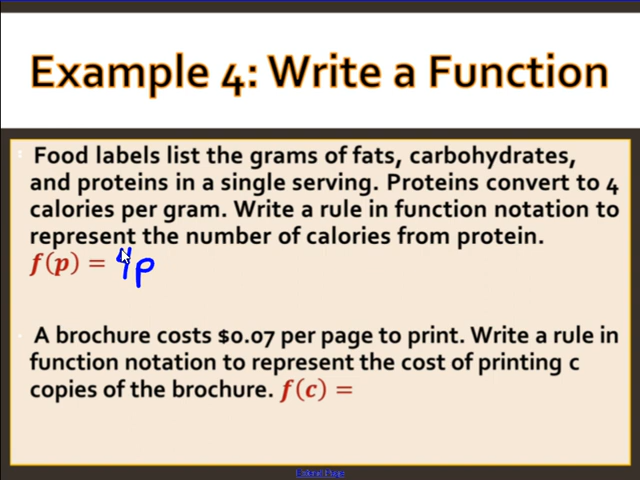 Example 4: Write a Function
Food labels list the grams of fats, carbohydrates,
and proteins in a single serving. Proteins convert to 4
calories per gram. Write a rule in function notation to
represent the number of calories from protein.
f(p) = 4p
A brochure costs $0.07 per page to print. Write a rule in
function notation to represent the cost of printing c
copies of the brochure. f(c) =